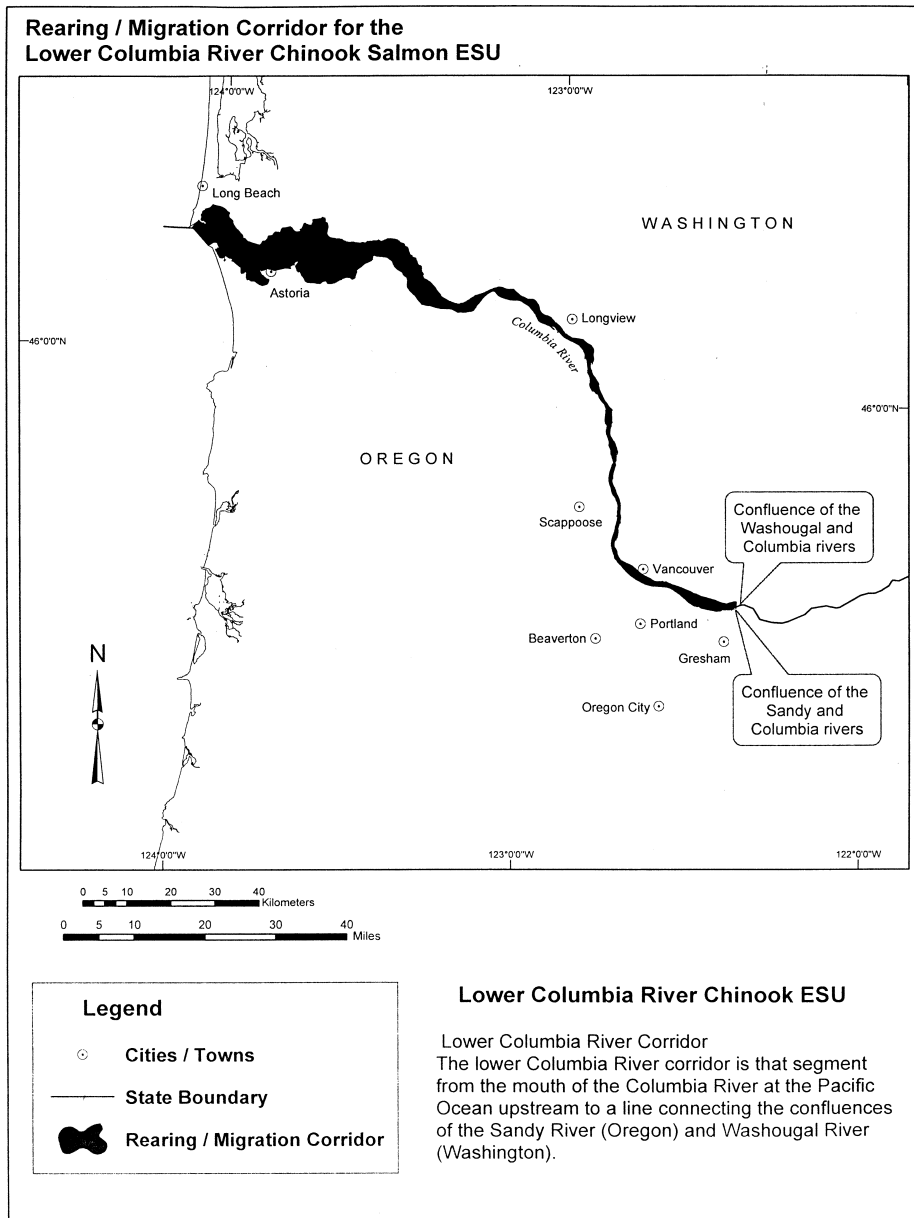 Rearing / Migration Corridor for the
Lower Columbia River Chinook Salmon ESU
124°0'0"W
123°0'0"W
Long Beach
WASHINGTON
Astoria
Longview
Columbia River
46°0'0"N
46°0'0"N
OREGON
Confluence of the
Washougal and
Columbia rivers
Scappoose
Vancouver
Portland
Beaverton
Gresham
N
Confluence of the
Sandy and
Columbia rivers
Oregon City
124°0'0"W
123°0'0"W
122°0'0"W
0 5 10 20 30 40
Kilometers
0 5 10 20 30 40
Miles
Legend
Cities / Towns
State Boundary
Rearing / Migration Corridor
Lower Columbia River Chinook ESU
Lower Columbia River Corridor
The lower Columbia River corridor is that segment
from the mouth of the Columbia River at the Pacific
Ocean upstream to a line connecting the confluences
of the Sandy River (Oregon) and Washougal River
(Washington).